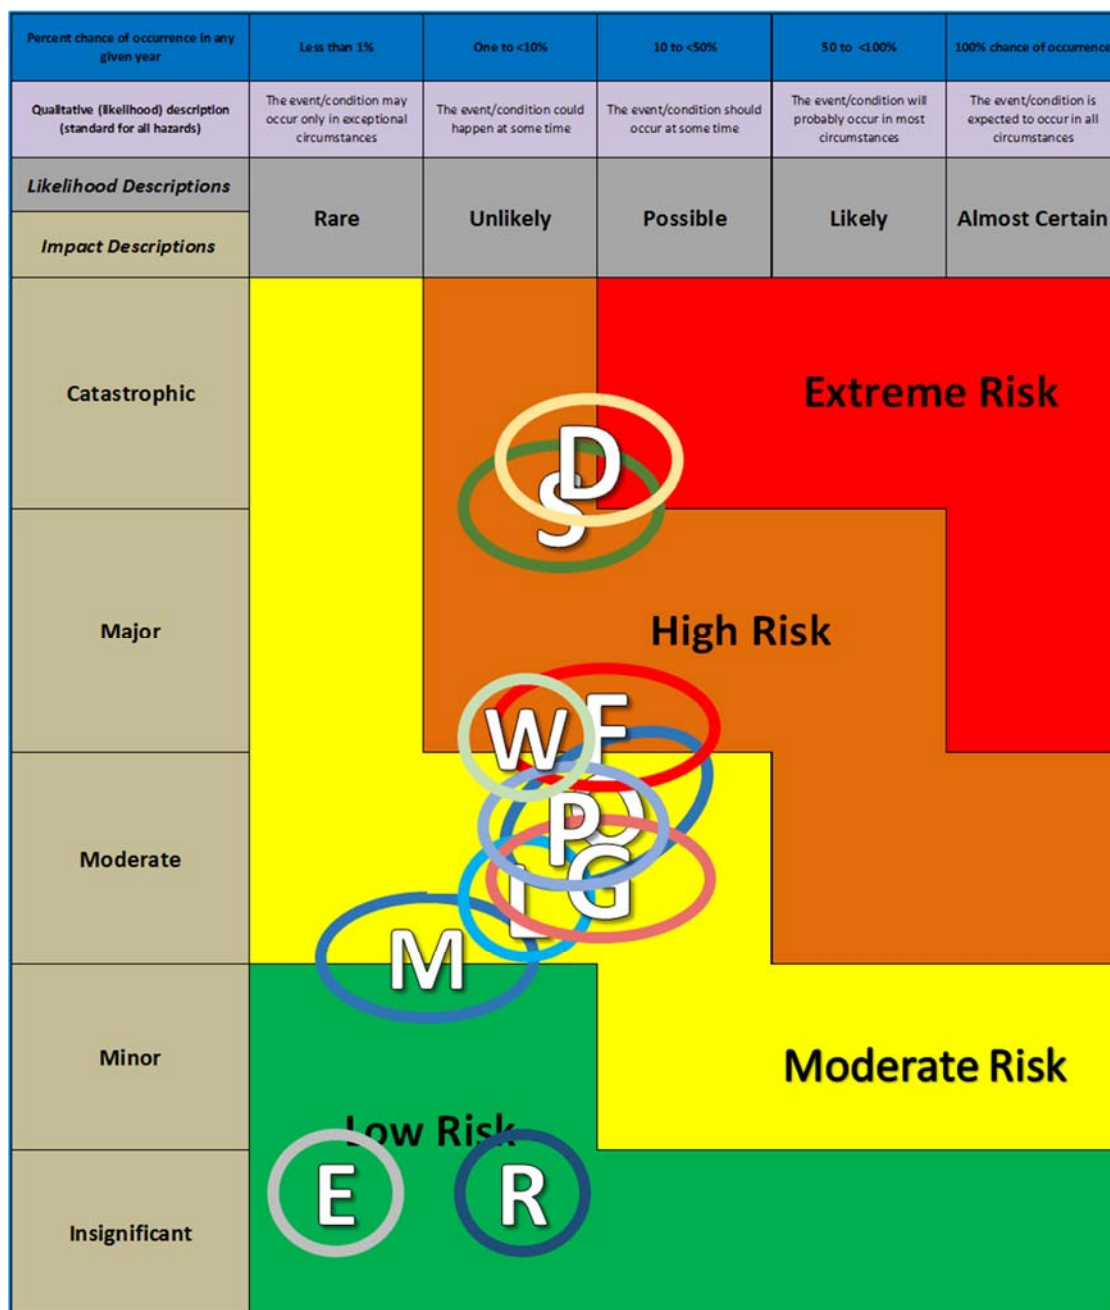 Percent chance of occurrence in any
given year
Less than 1%
One to <10%
10 to <50%
50 to <100%
100% chance of occurrence
Qualitative (likelihood) description
(standard for all hazards)
The event/condition may
occur only in exceptional
circumstances
The event/condition could
happen at some time
The event/condition should
occur at some time
The event/condition will
probably occur in most
circumstances
The event/condition is
expected to occur in all
circumstances
Likelihood Descriptions
Impact Descriptions
Rare
Unlikely
Possible
Likely
Almost Certain
Catastrophic
Extreme Risk
D
S
Major
High Risk
W
F
Moderate
P
G
L
M
Minor
Moderate Risk
Low Risk
E
R
Insignificant